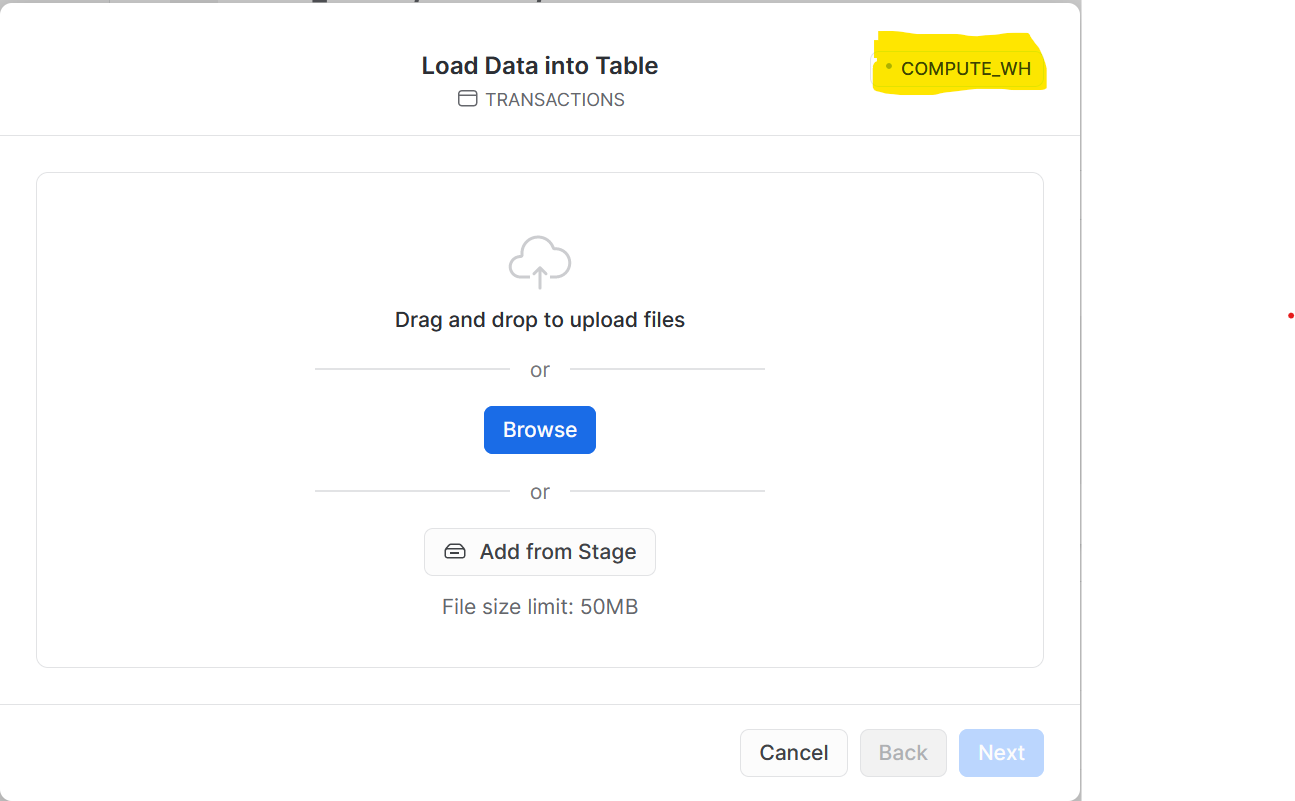 Load Data into Table
TRANSACTIONS
COMPUTE_WH
Drag and drop to upload files
or
Browse
or
Add from Stage
File size limit: 50MB
Cancel
Back
Next